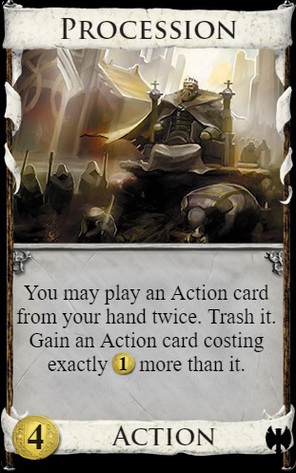 PROCESSION
You may play an Action card
from your hand twice. Trash it.
Gain an Action card costing
exactly 1 more than it.
4 ACTION